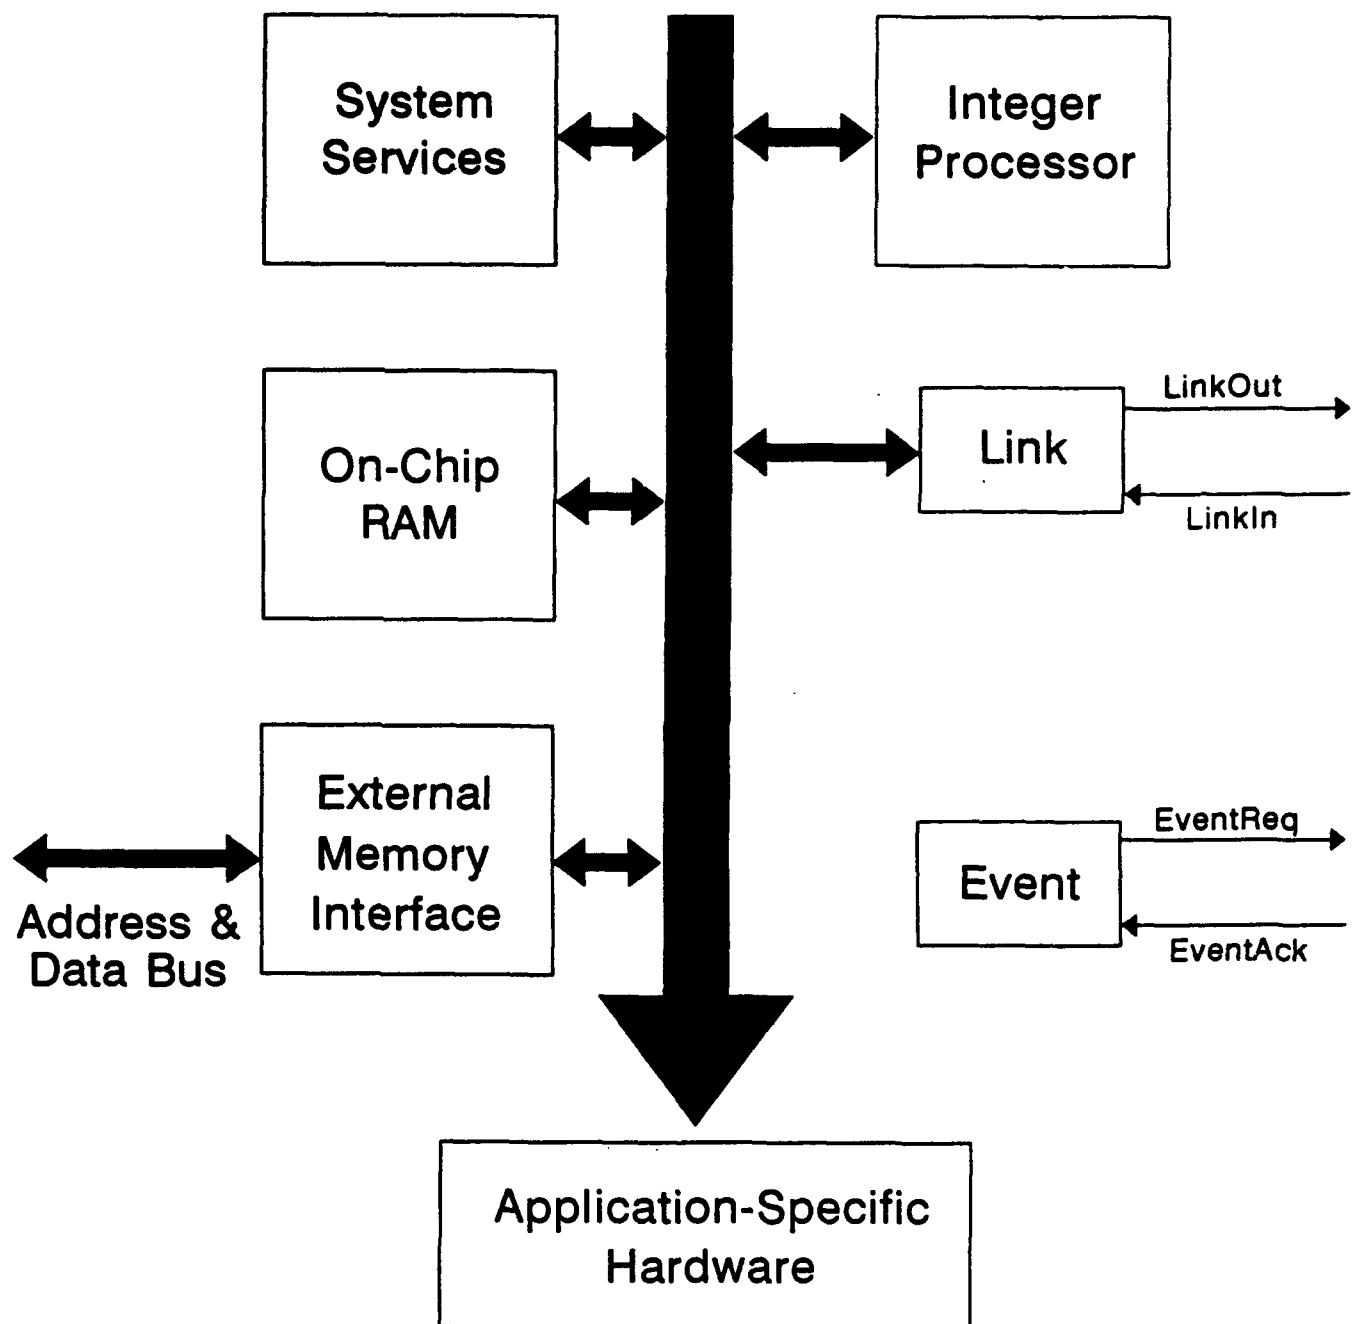 System
Services
Integer
Processor
On-Chip
RAM
LinkOut
Link
LinkIn
External
Memory
Interface
Address &
Data Bus
EventReq
Event
EventAck
Application-Specific
Hardware